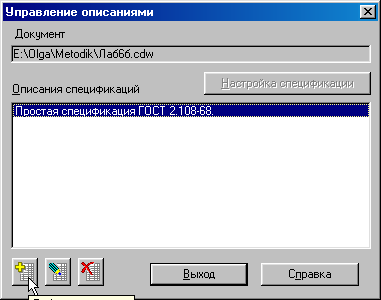 Управление описаниями
Документ
E:\Olga\Metodik\Ла666.cdw
Настройка спецификации
Описания спецификаций
Простая спецификация ГОСТ 2.108-68.
Выход
Справка